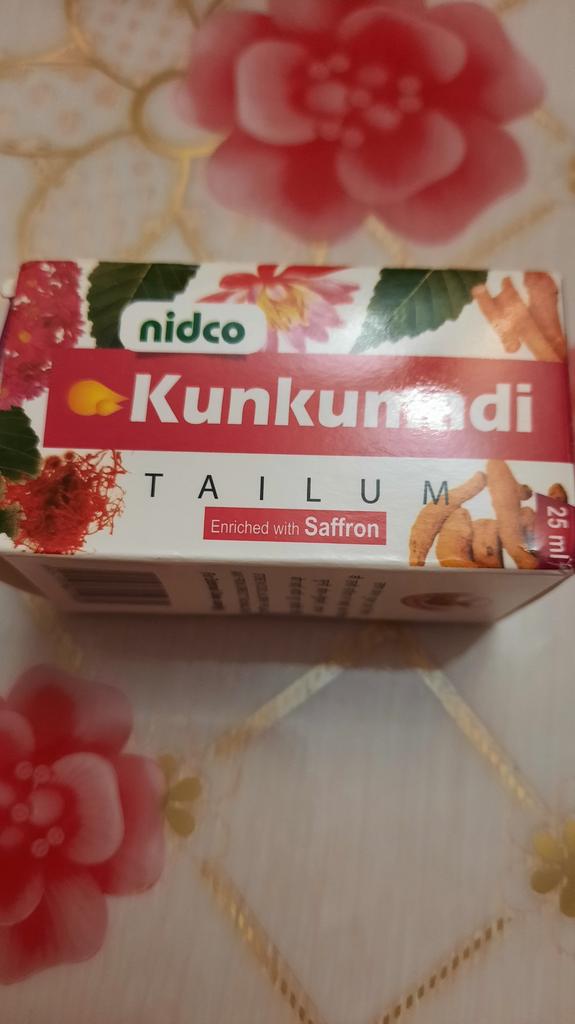 nidco
Kunkumadi
TAILUM
Enriched with Saffron
25 ml